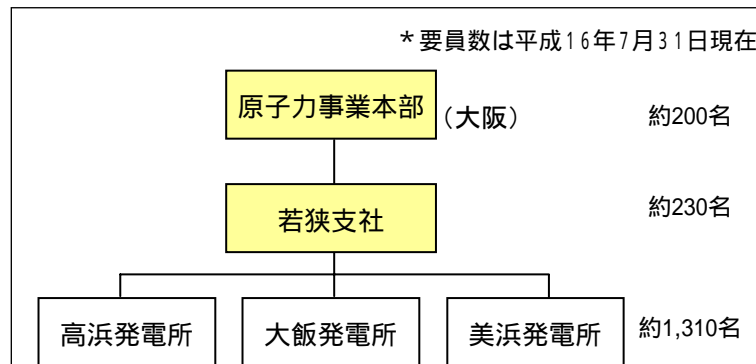 *要員数は平成16年7月31日現在
原子力事業本部 (大阪) 約200名
若狭支社 約230名
高浜発電所 大飯発電所 美浜発電所 約1,310名